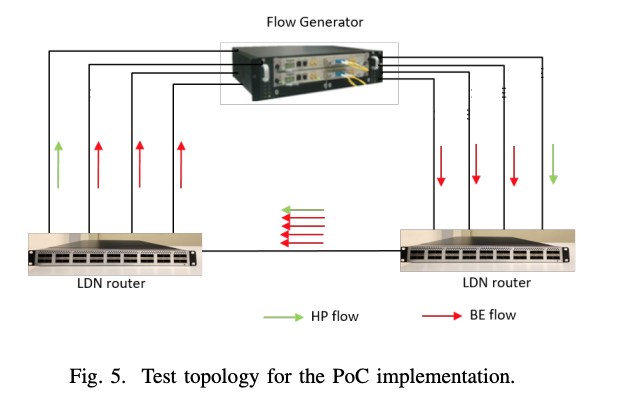 Flow Generator
LDN router
LDN router
HP flow
BE flow
Fig. 5. Test topology for the PoC implementation.